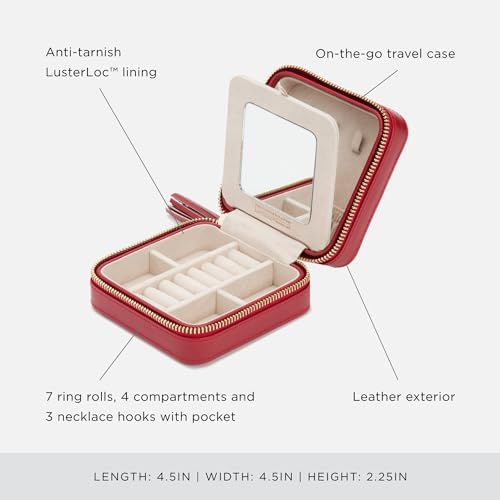 Anti-tarnish
LusterLoc™ lining
On-the-go travel case
7 ring rolls, 4 compartments and
3 necklace hooks with pocket
Leather exterior
LENGTH: 4.5IN | WIDTH: 4.5IN | HEIGHT: 2.25IN